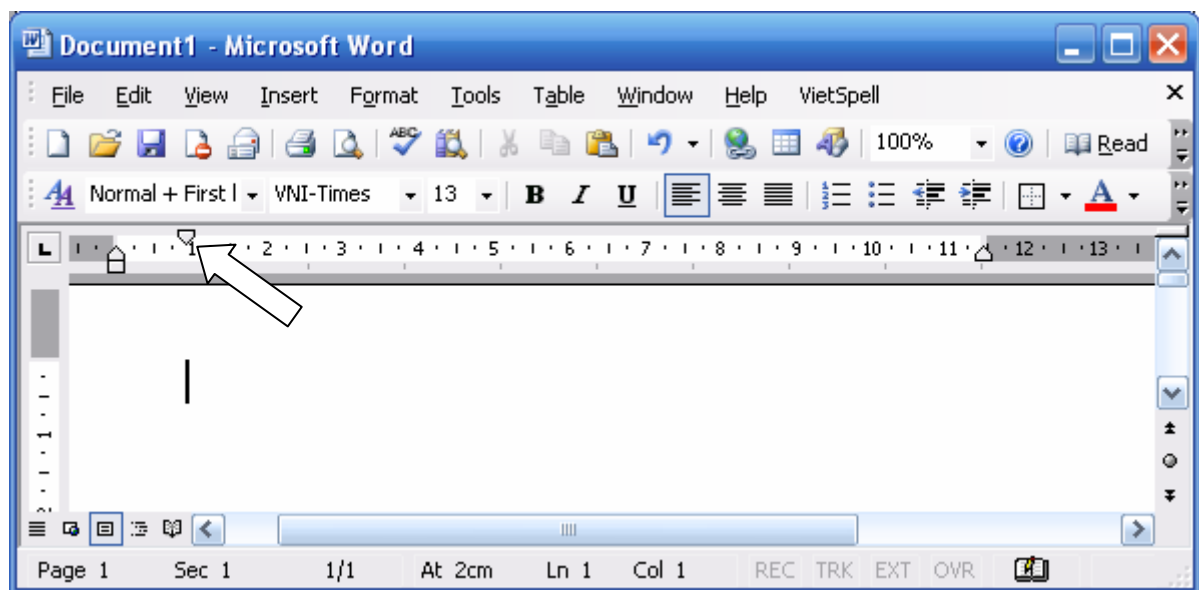 Document1 - Microsoft Word
File Edit View Insert Format Tools Table Window Help VietSpell
ABC 100% Read
Normal + First VNI-Times 13 B I U A
L 1 2 3 4 5 6 7 8 9 10 11 12 13
1
Page 1 Sec 1 1/1 At 2cm Ln 1 Col 1 REC TRK EXT OVR